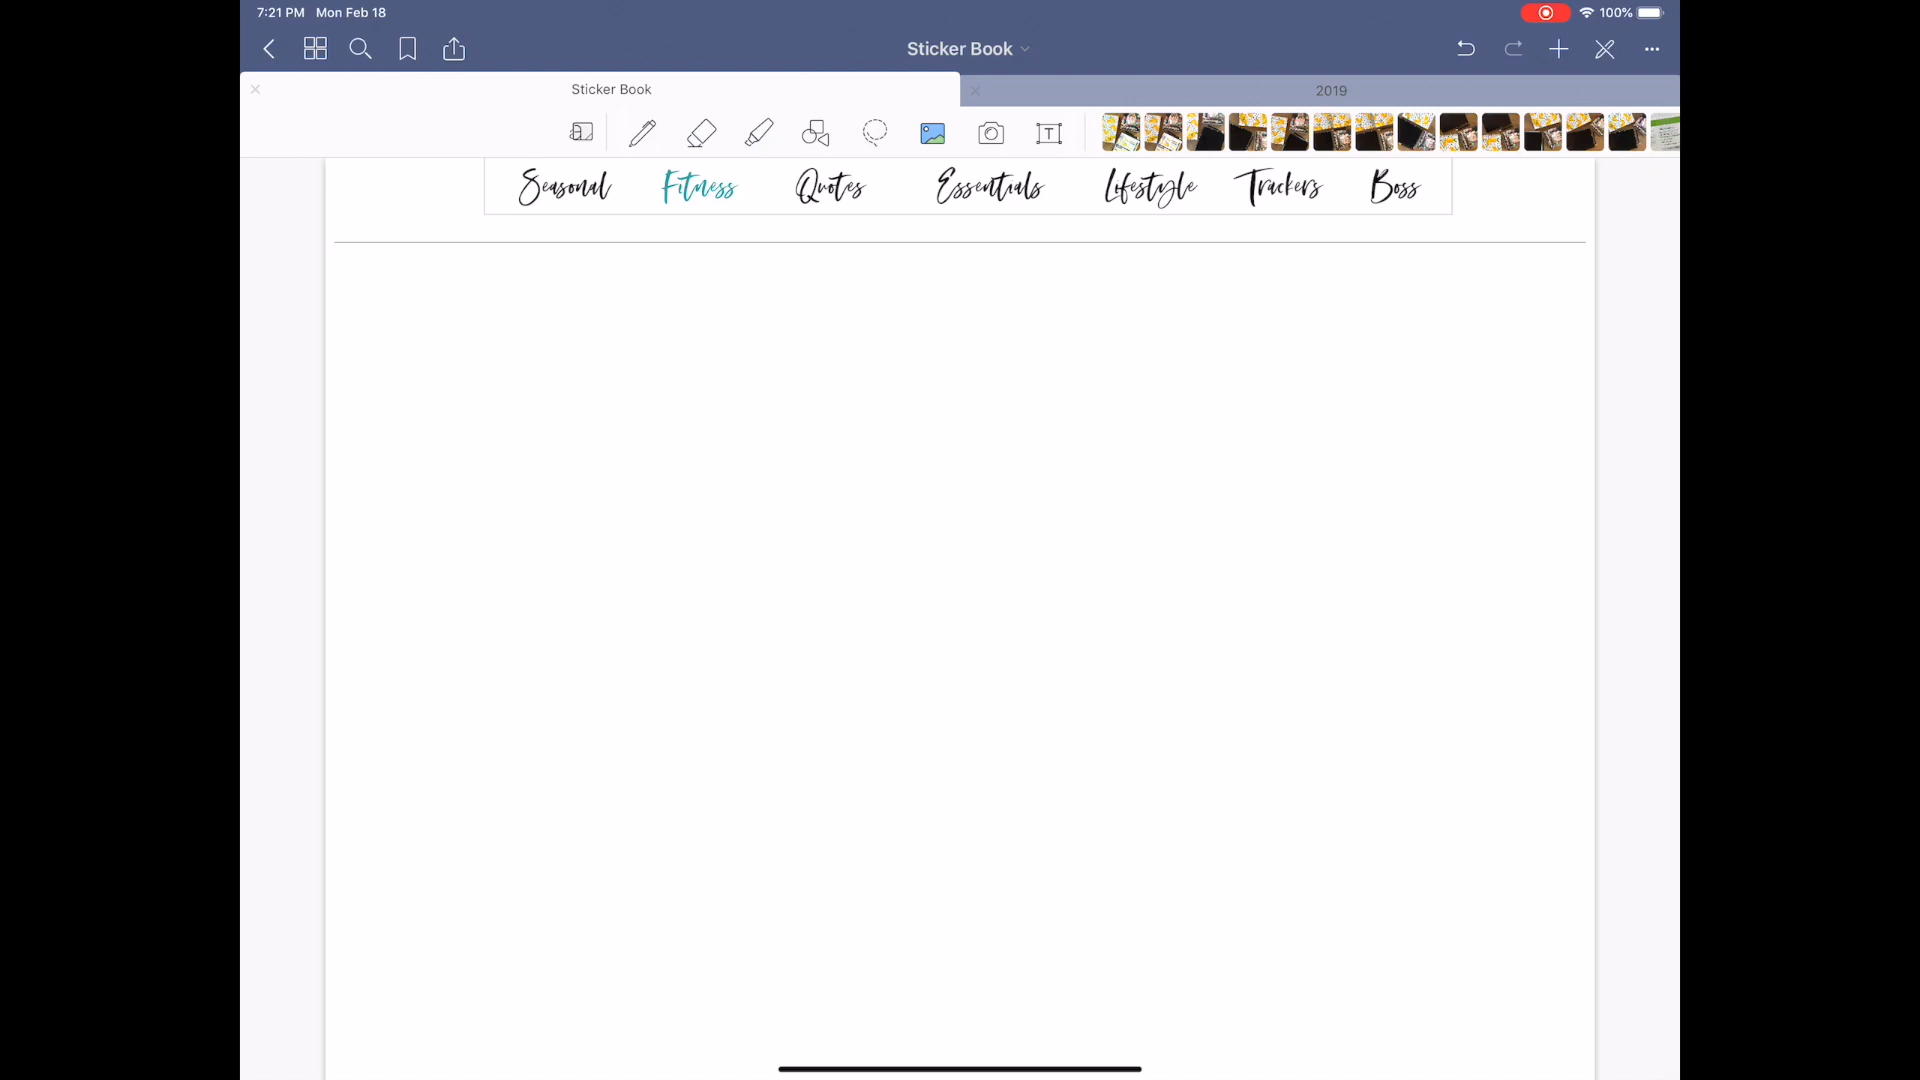 7:21 PM Mon Feb 18
100%
Sticker Book
Sticker Book
2019
T
Seasonal Fitness Quotes Essentials Lifestyle Trackers Boss